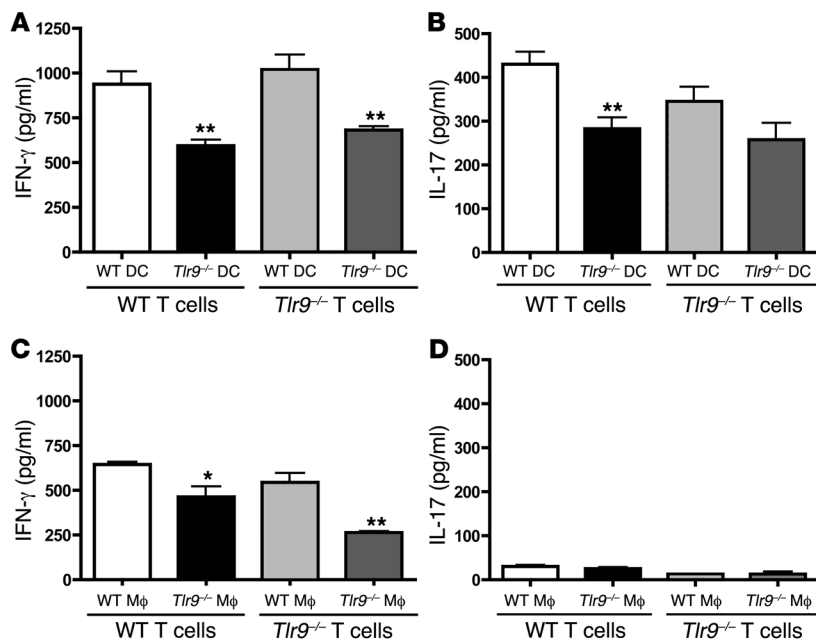 A
IFN-γ (pg/ml)
1250
1000
750
500
250
0
**
**
WT DC
Tlr9–/– DC
WT DC
Tlr9–/– DC
WT T cells
Tlr9–/– T cells
B
IL-17 (pg/ml)
500
400
300
200
100
0
**
WT DC
Tlr9–/– DC
WT DC
Tlr9–/– DC
WT T cells
Tlr9–/– T cells
C
IFN-γ (pg/ml)
1250
1000
750
500
250
0
*
**
WT Mϕ
Tlr9–/– Mϕ
WT Mϕ
Tlr9–/– Mϕ
WT T cells
Tlr9–/– T cells
D
IL-17 (pg/ml)
500
400
300
200
100
0
WT Mϕ
Tlr9–/– Mϕ
WT Mϕ
Tlr9–/– Mϕ
WT T cells
Tlr9–/– T cells